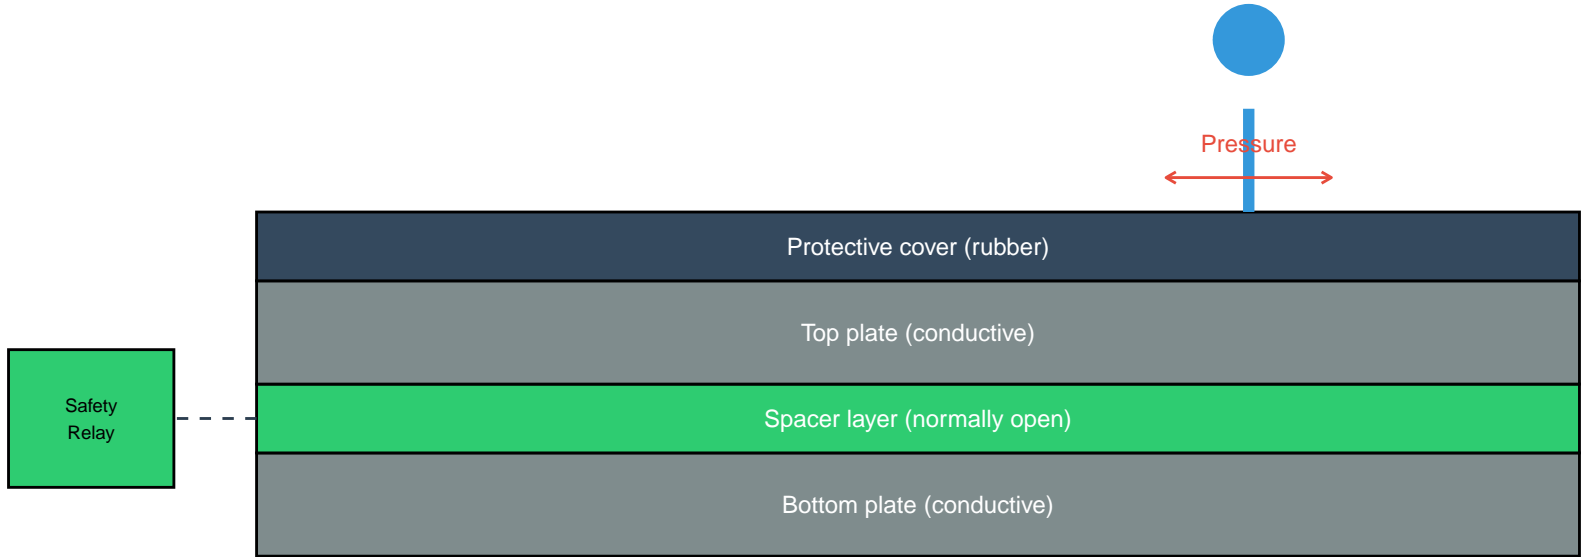 Pressure
Protective cover (rubber)
Top plate (conductive)
Safety
Relay
Spacer layer (normally open)
Bottom plate (conductive)